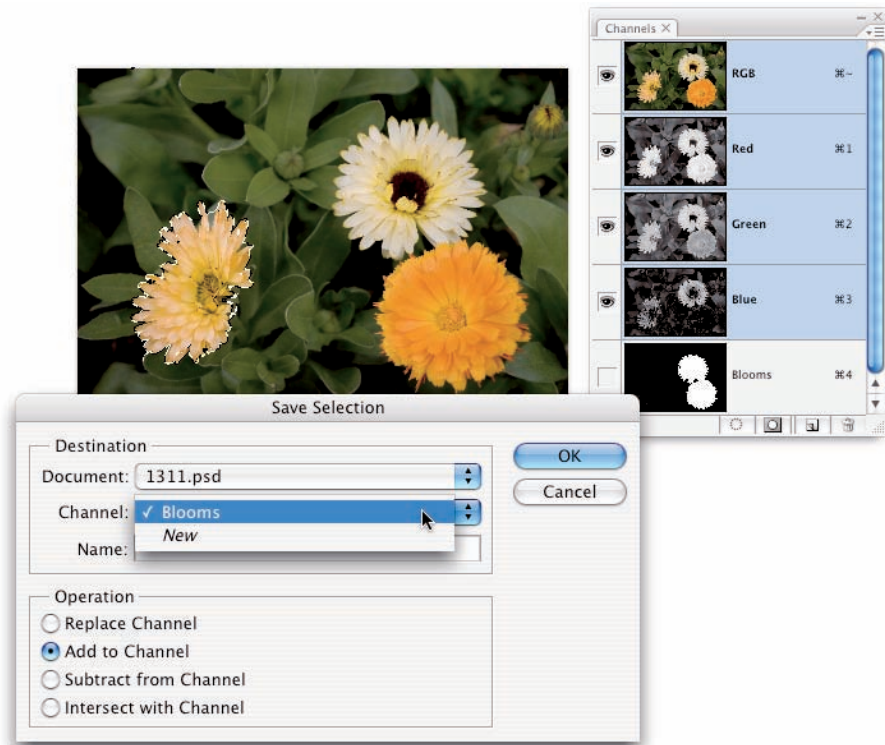 Channels
RGB ⌘~
Red ⌘1
Green ⌘2
Blue ⌘3
Blooms ⌘4
Save Selection
Destination
Document: 1311.psd
Channel: ✓ Blooms
New
Name:
OK
Cancel
Operation
Replace Channel
Add to Channel
Subtract from Channel
Intersect with Channel